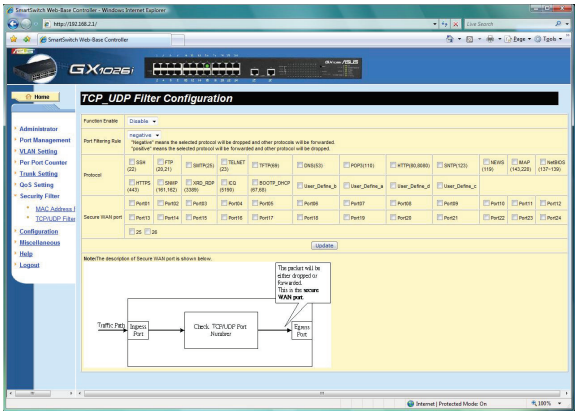 SmartSwitch Web-Base Controller - Windows Internet Explorer
http://192.168.2.1/
Live Search
SmartSwitch Web-Base Controller
Page
Tools
GX1026i
ASUS
Home
TCP_UDP Filter Configuration
Administrator
Port Management
VLAN Setting
Per Port Counter
Trunk Setting
QoS Setting
Security Filter
MAC Address
TCP/UDP Filter
Configuration
Miscellaneous
Help
Logout
Function Enable Disable
Port Filtering Rule negative
"Negative" means the selected protocol will be dropped and other protocols will be forwarded.
"positive" means the selected protocol will be forwarded and other protocol will be dropped.
Protocol
SSH (22) FTP (20,21) SMTP(25) TELNET (23) TFTP(69) DNS(53) POP3(110) HTTP(80,8080) SNTP(123) NEWS (119) IMAP (143,220) NetBIOS (137~139)
HTTPS (443) SNMP (161,162) XRD_RDP (3389) ICQ (5190) BOOTP_DHCP (67,68) User_Define_b User_Define_a User_Define_d User_Define_c
Secure WAN port
Port01 Port02 Port03 Port04 Port05 Port06 Port07 Port08 Port09 Port10 Port11 Port12
Port13 Port14 Port15 Port16 Port17 Port18 Port19 Port20 Port21 Port22 Port23 Port24
25 26
Update
Note:The description of Secure WAN port is shown below.
The packet will be
either dropped or
forwarded.
This is the secure
WAN port.
Traffic Path
Ingress
Port
Check TCP/UDP Port
Number
Egress
Port
Internet | Protected Mode: On
100%